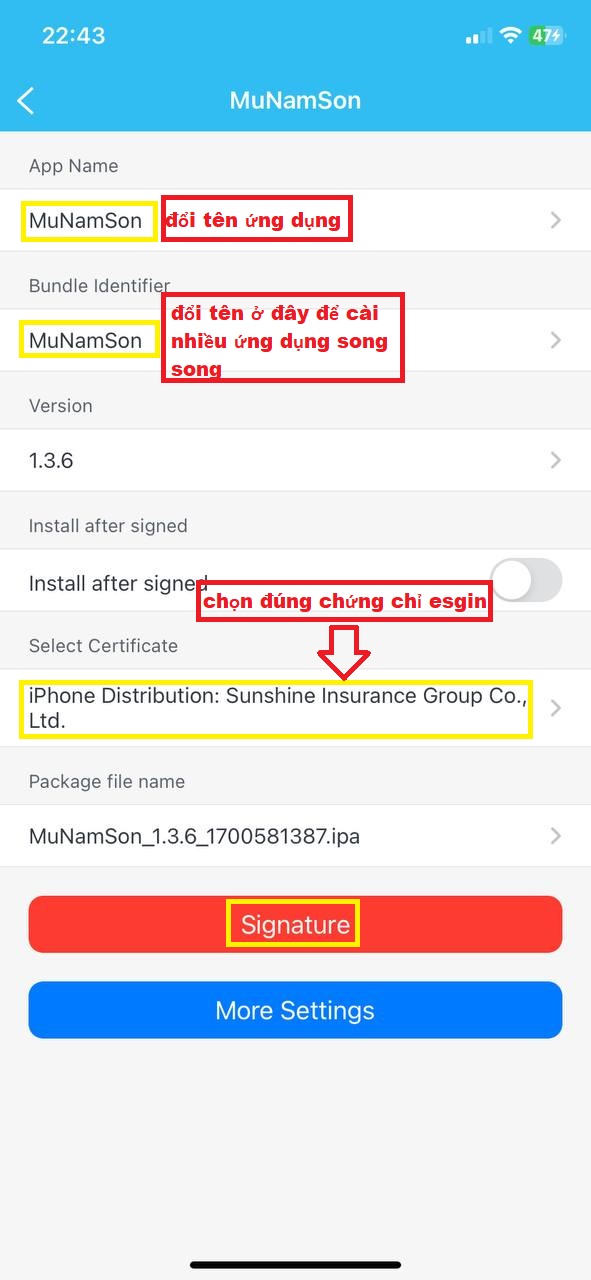 22:43
47
MuNamSon
App Name
MuNamSon
đổi tên ứng dụng
Bundle Identifier
đổi tên ở đây để cài
nhiều ứng dụng song
song
MuNamSon
Version
1.3.6
Install after signed
Install after signed
chọn đúng chứng chỉ esgin
Select Certificate
iPhone Distribution: Sunshine Insurance Group Co.,
Ltd.
Package file name
MuNamSon_1.3.6_1700581387.ipa
Signature
More Settings